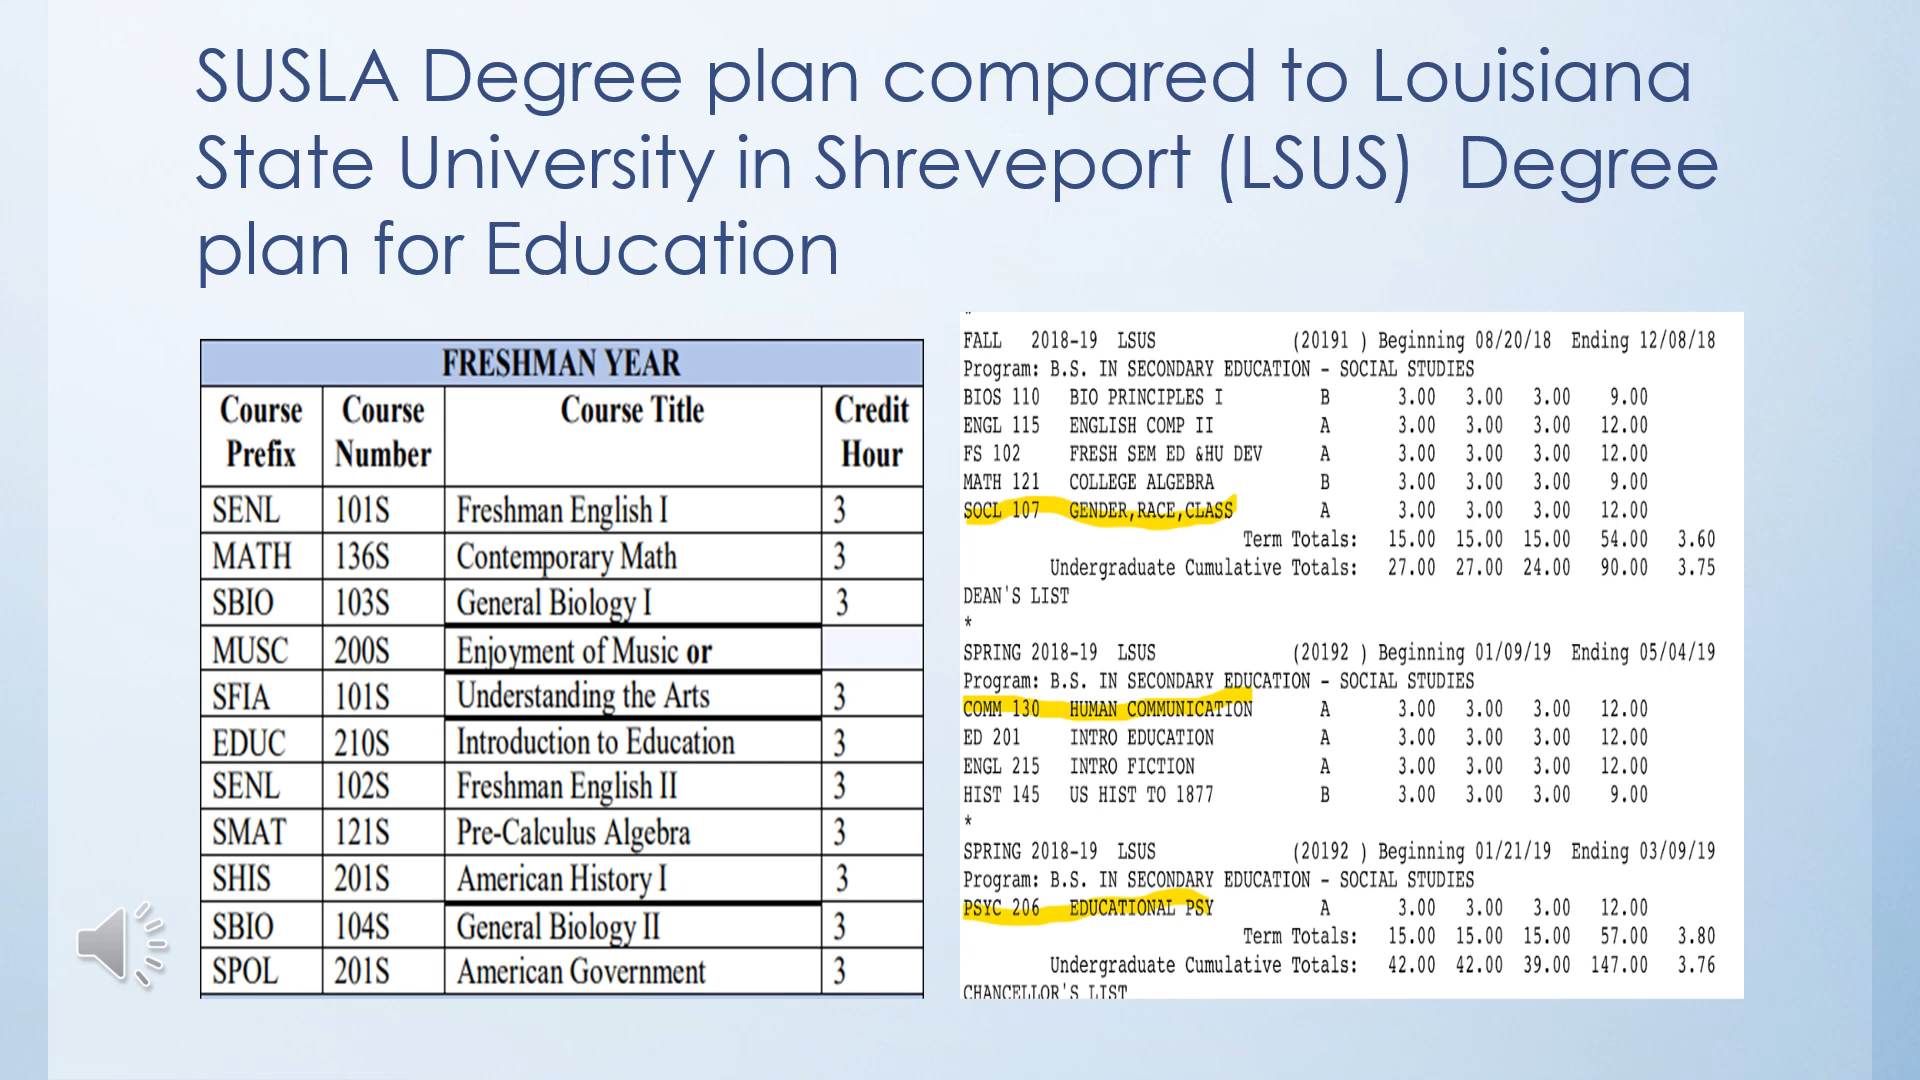 SUSLA Degree plan compared to Louisiana
State University in Shreveport (LSUS)  Degree
plan for Education
FRESHMAN YEAR
Course Prefix Course Number Course Title Credit Hour
SENL 101S Freshman English I 3
MATH 136S Contemporary Math 3
SBIO 103S General Biology I 3
MUSC 200S Enjoyment of Music or
SFIA 101S Understanding the Arts 3
EDUC 210S Introduction to Education 3
SENL 102S Freshman English II 3
SMAT 121S Pre-Calculus Algebra 3
SHIS 201S American History I 3
SBIO 104S General Biology II 3
SPOL 201S American Government 3
FALL 2018-19 LSUS (20191 ) Beginning 08/20/18 Ending 12/08/18
Program: B.S. IN SECONDARY EDUCATION - SOCIAL STUDIES
BIOS 110 BIO PRINCIPLES I B 3.00 3.00 3.00 9.00
ENGL 115 ENGLISH COMP II A 3.00 3.00 3.00 12.00
FS 102 FRESH SEM ED &HU DEV A 3.00 3.00 3.00 12.00
MATH 121 COLLEGE ALGEBRA B 3.00 3.00 3.00 9.00
SOCL 107 GENDER,RACE,CLASS A 3.00 3.00 3.00 12.00
Term Totals: 15.00 15.00 15.00 54.00 3.60
Undergraduate Cumulative Totals: 27.00 27.00 24.00 90.00 3.75
DEAN'S LIST
*
SPRING 2018-19 LSUS (20192 ) Beginning 01/09/19 Ending 05/04/19
Program: B.S. IN SECONDARY EDUCATION - SOCIAL STUDIES
COMM 130 HUMAN COMMUNICATION A 3.00 3.00 3.00 12.00
ED 201 INTRO EDUCATION A 3.00 3.00 3.00 12.00
ENGL 215 INTRO FICTION A 3.00 3.00 3.00 12.00
HIST 145 US HIST TO 1877 B 3.00 3.00 3.00 9.00
*
SPRING 2018-19 LSUS (20192 ) Beginning 01/21/19 Ending 03/09/19
Program: B.S. IN SECONDARY EDUCATION - SOCIAL STUDIES
PSYC 206 EDUCATIONAL PSY A 3.00 3.00 3.00 12.00
Term Totals: 15.00 15.00 15.00 57.00 3.80
Undergraduate Cumulative Totals: 42.00 42.00 39.00 147.00 3.76
CHANCELLOR'S LIST